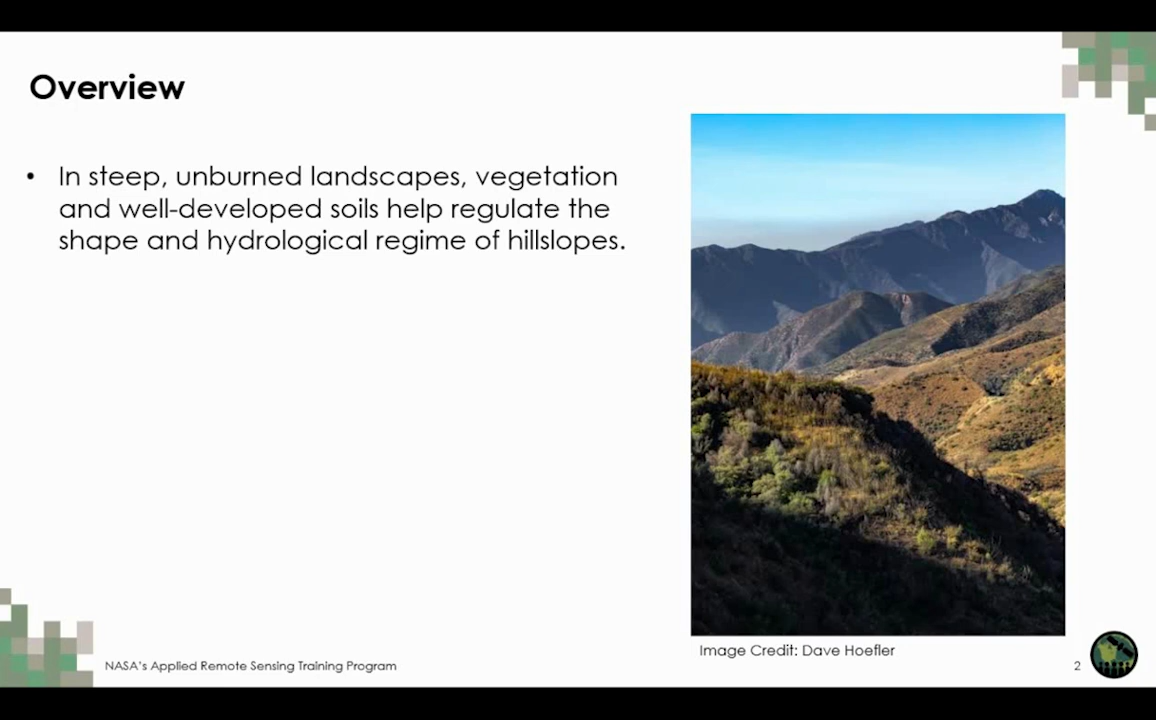 Overview
• In steep, unburned landscapes, vegetation
and well-developed soils help regulate the
shape and hydrological regime of hillslopes.
Image Credit: Dave Hoefler
NASA's Applied Remote Sensing Training Program
2